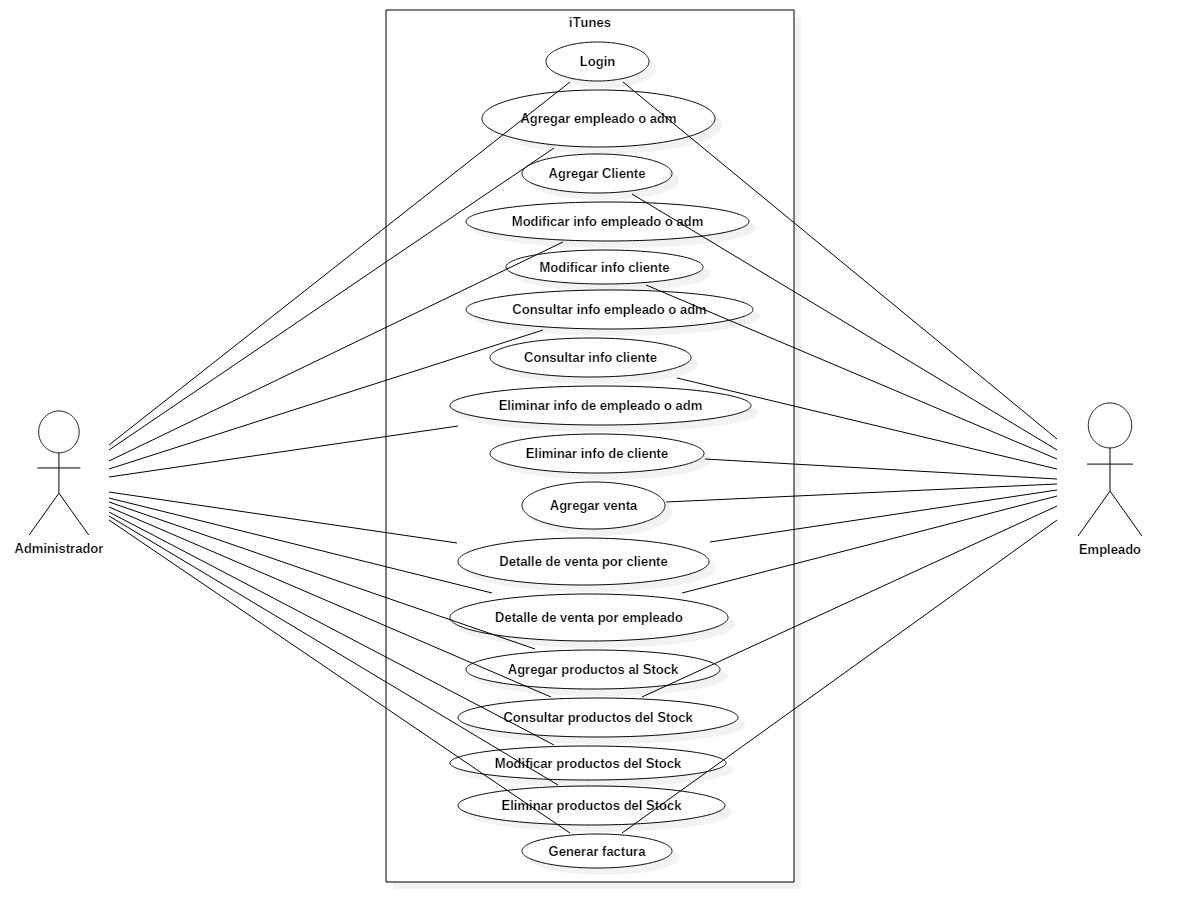 iTunes
Login
Agregar empleado o adm
Agregar Cliente
Modificar info empleado o adm
Modificar info cliente
Consultar info empleado o adm
Consultar info cliente
Eliminar info de empleado o adm
Eliminar info de cliente
Agregar venta
Administrador
Empleado
Detalle de venta por cliente
Detalle de venta por empleado
Agregar productos al Stock
Consultar productos del Stock
Modificar productos del Stock
Eliminar productos del Stock
Generar factura